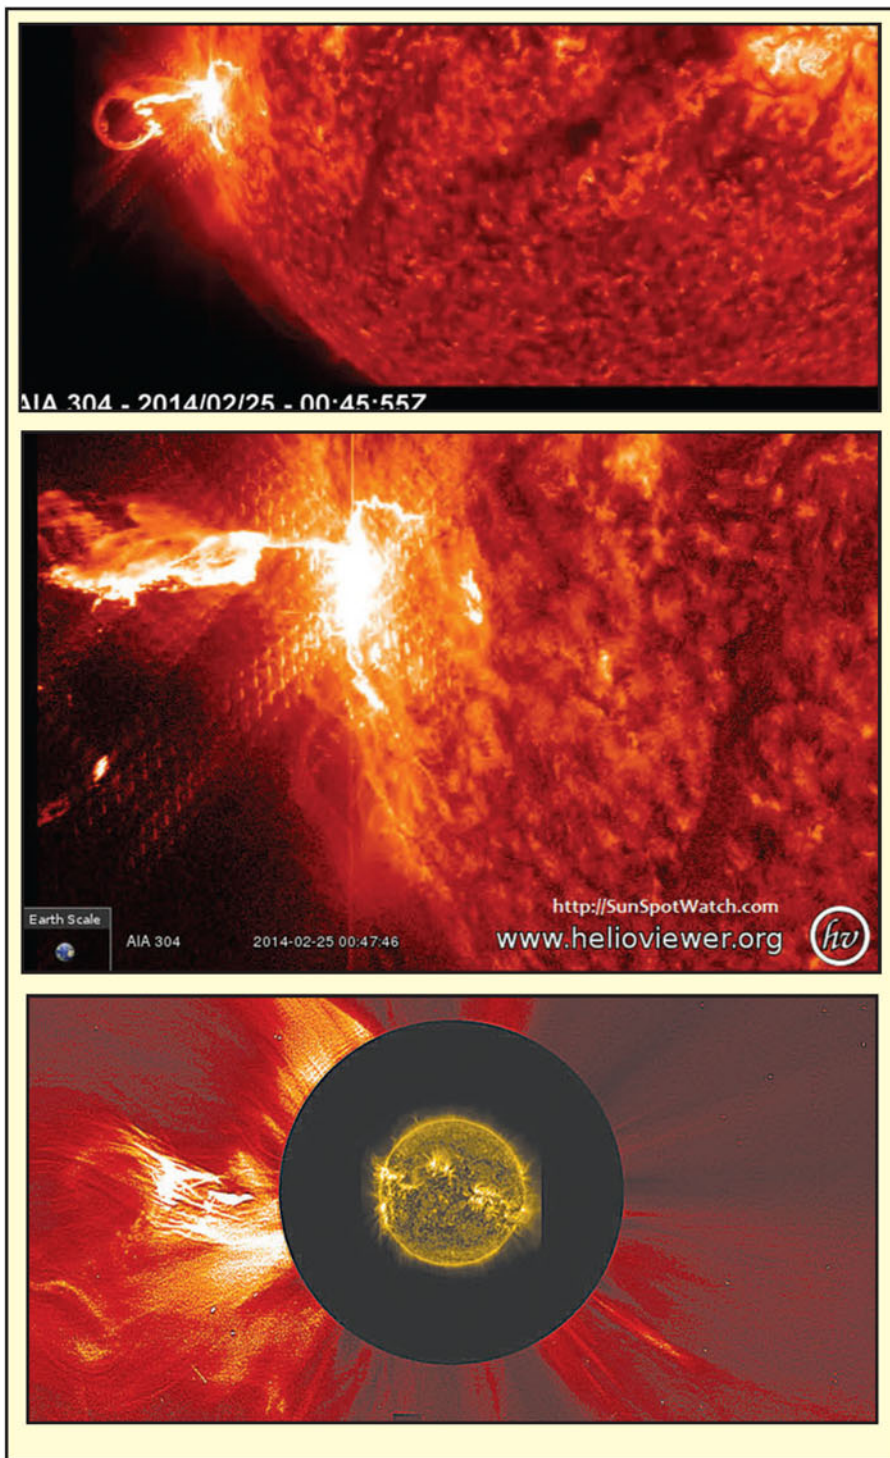 AIA 304 - 2014/02/25 - 00:45:55Z
Earth Scale
AIA 304
2014-02-25 00:47:46
http://SunSpotWatch.com
www.helioviewer.org
hv